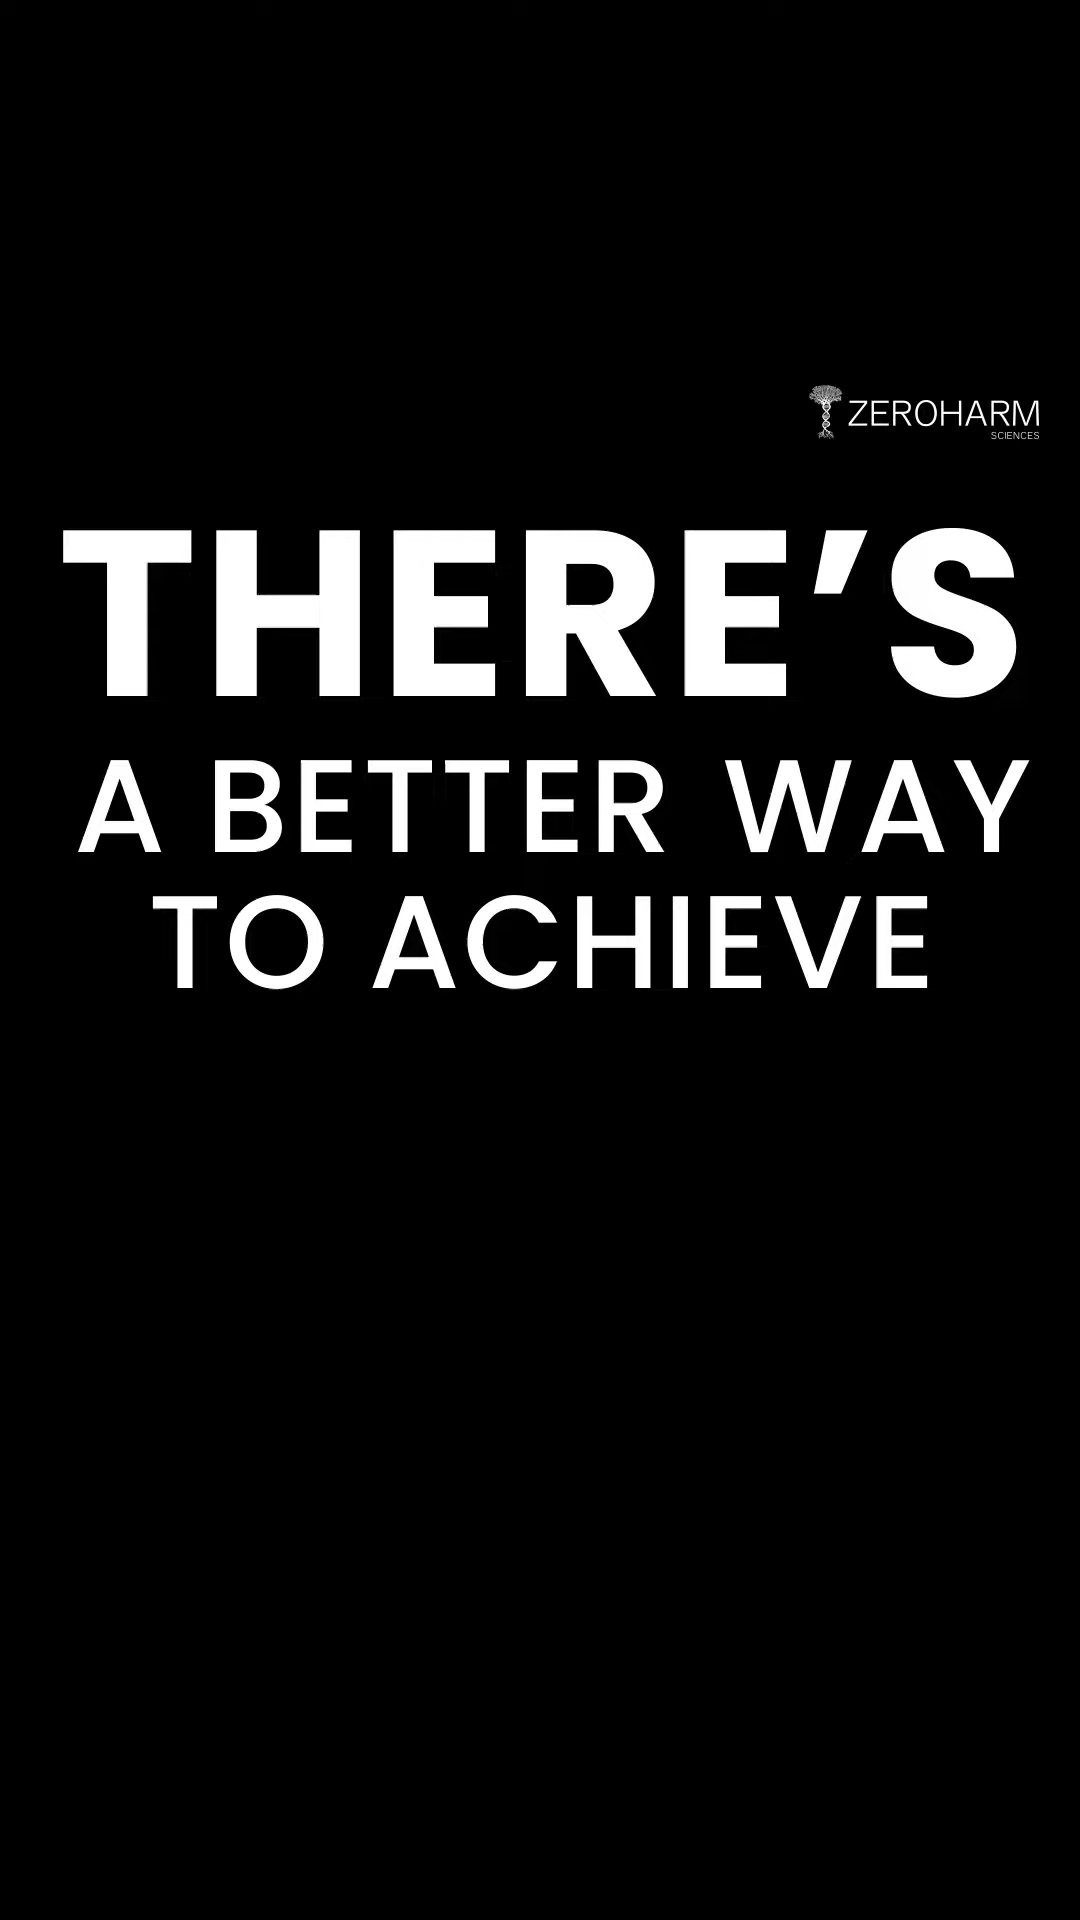 ZEROHARM
SCIENCES
THERE’S
A BETTER WAY
TO ACHIEVE